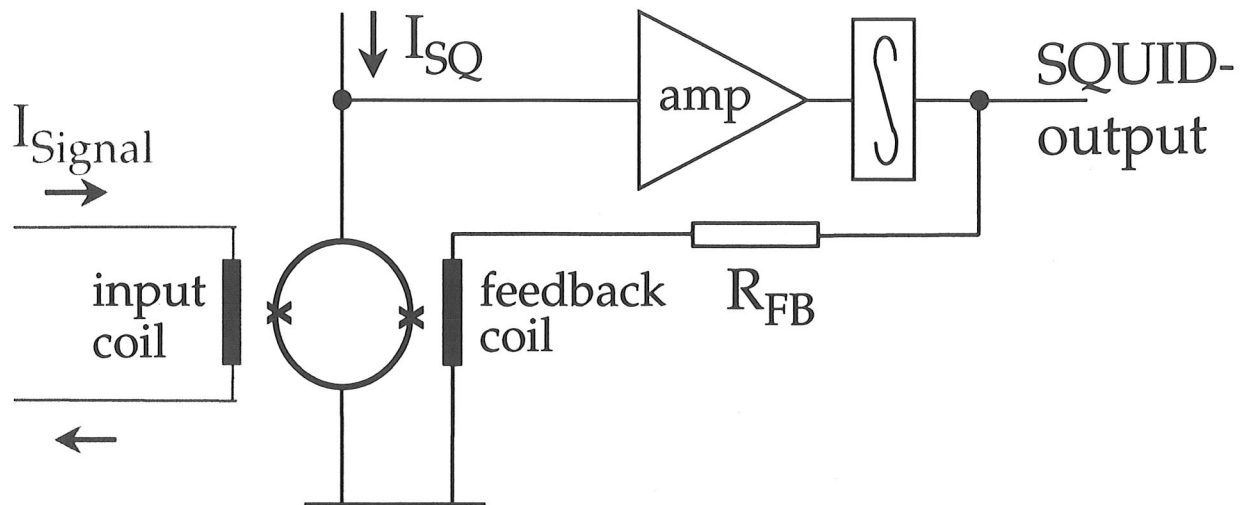 I_SQ
I_Signal
amp
∫
SQUID-
output
input
coil
feedback
coil
R_FB